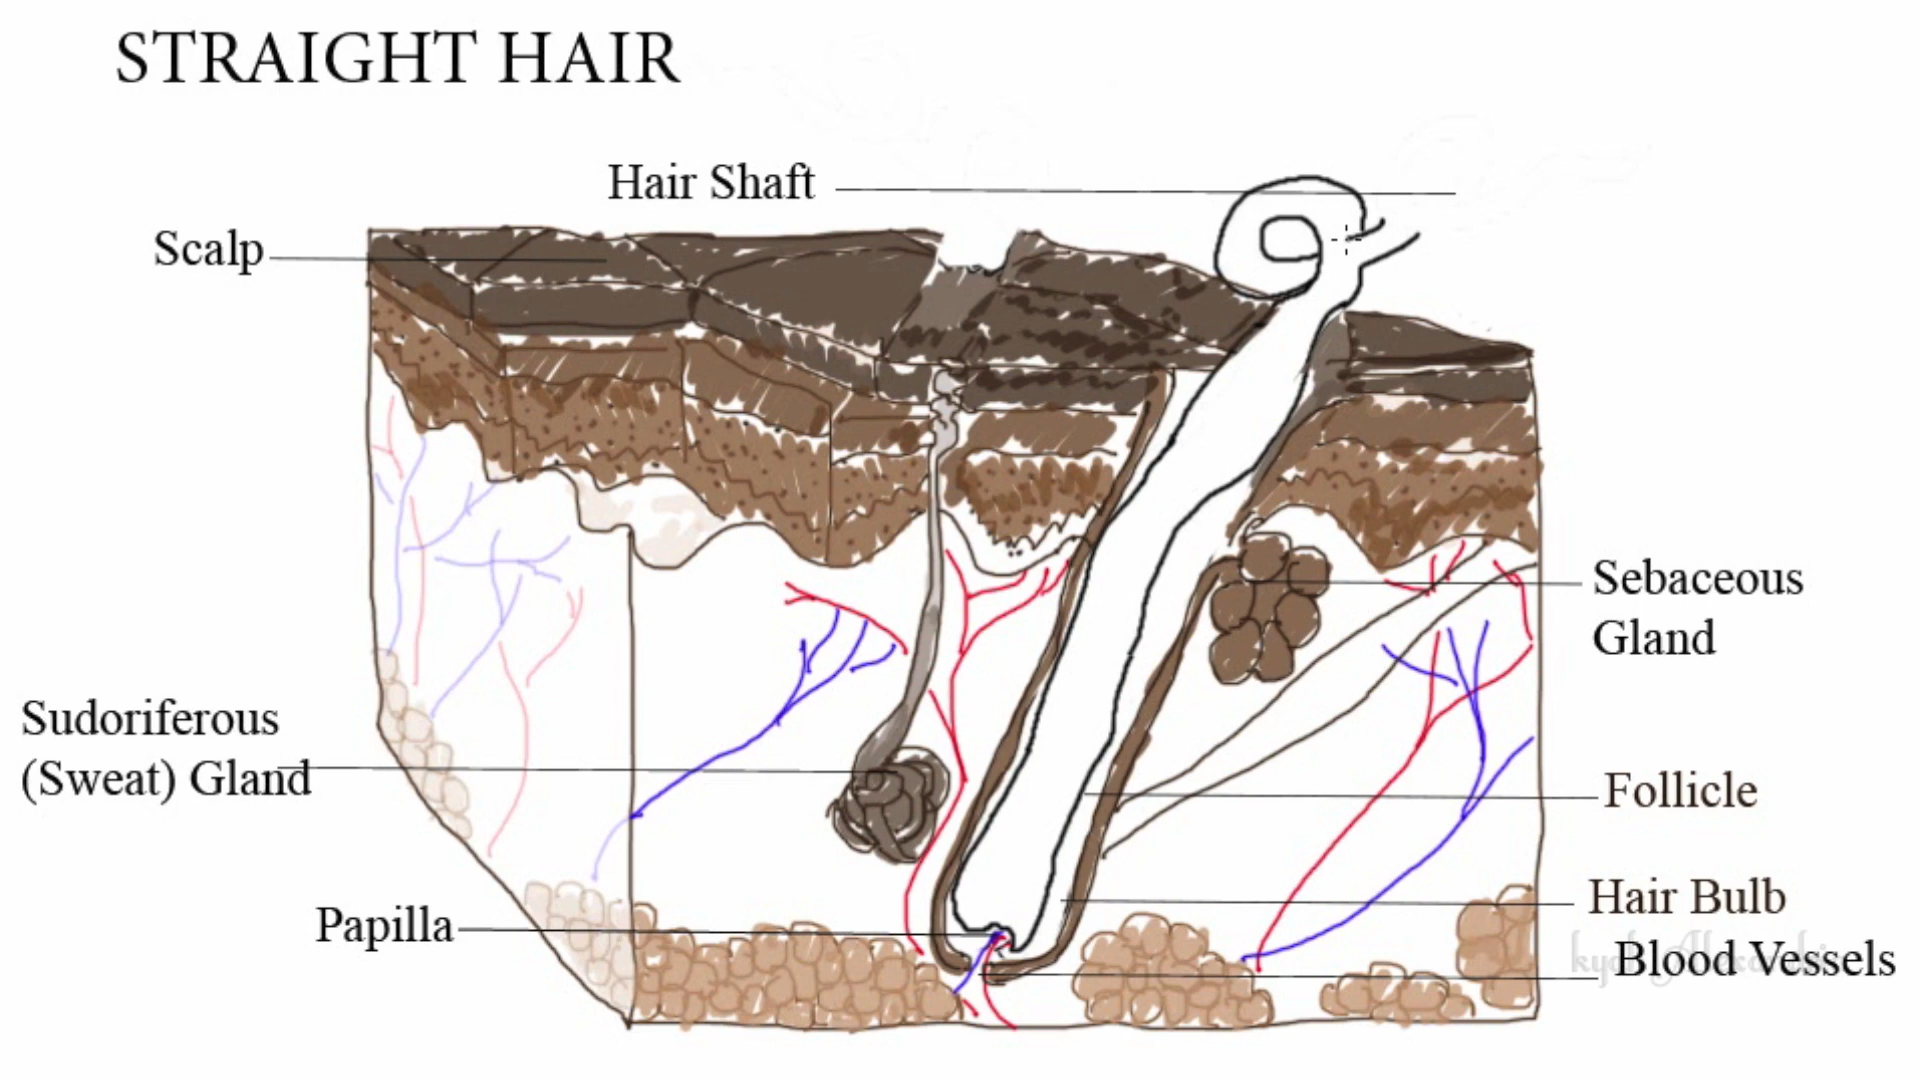 STRAIGHT HAIR
Hair Shaft
Scalp
Sebaceous
Gland
Sudoriferous
(Sweat) Gland
Follicle
Hair Bulb
Papilla
Blood Vessels